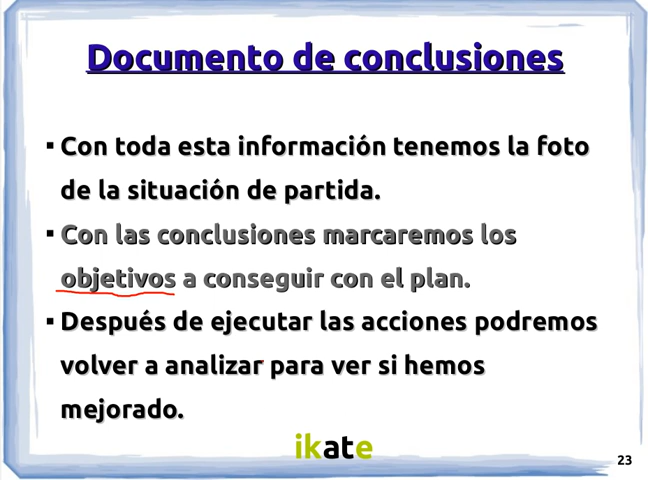 Documento de conclusiones
▪ Con toda esta información tenemos la foto
de la situación de partida.
▪ Con las conclusiones marcaremos los
objetivos a conseguir con el plan.
▪ Después de ejecutar las acciones podremos
volver a analizar para ver si hemos
mejorado.
ikate
23